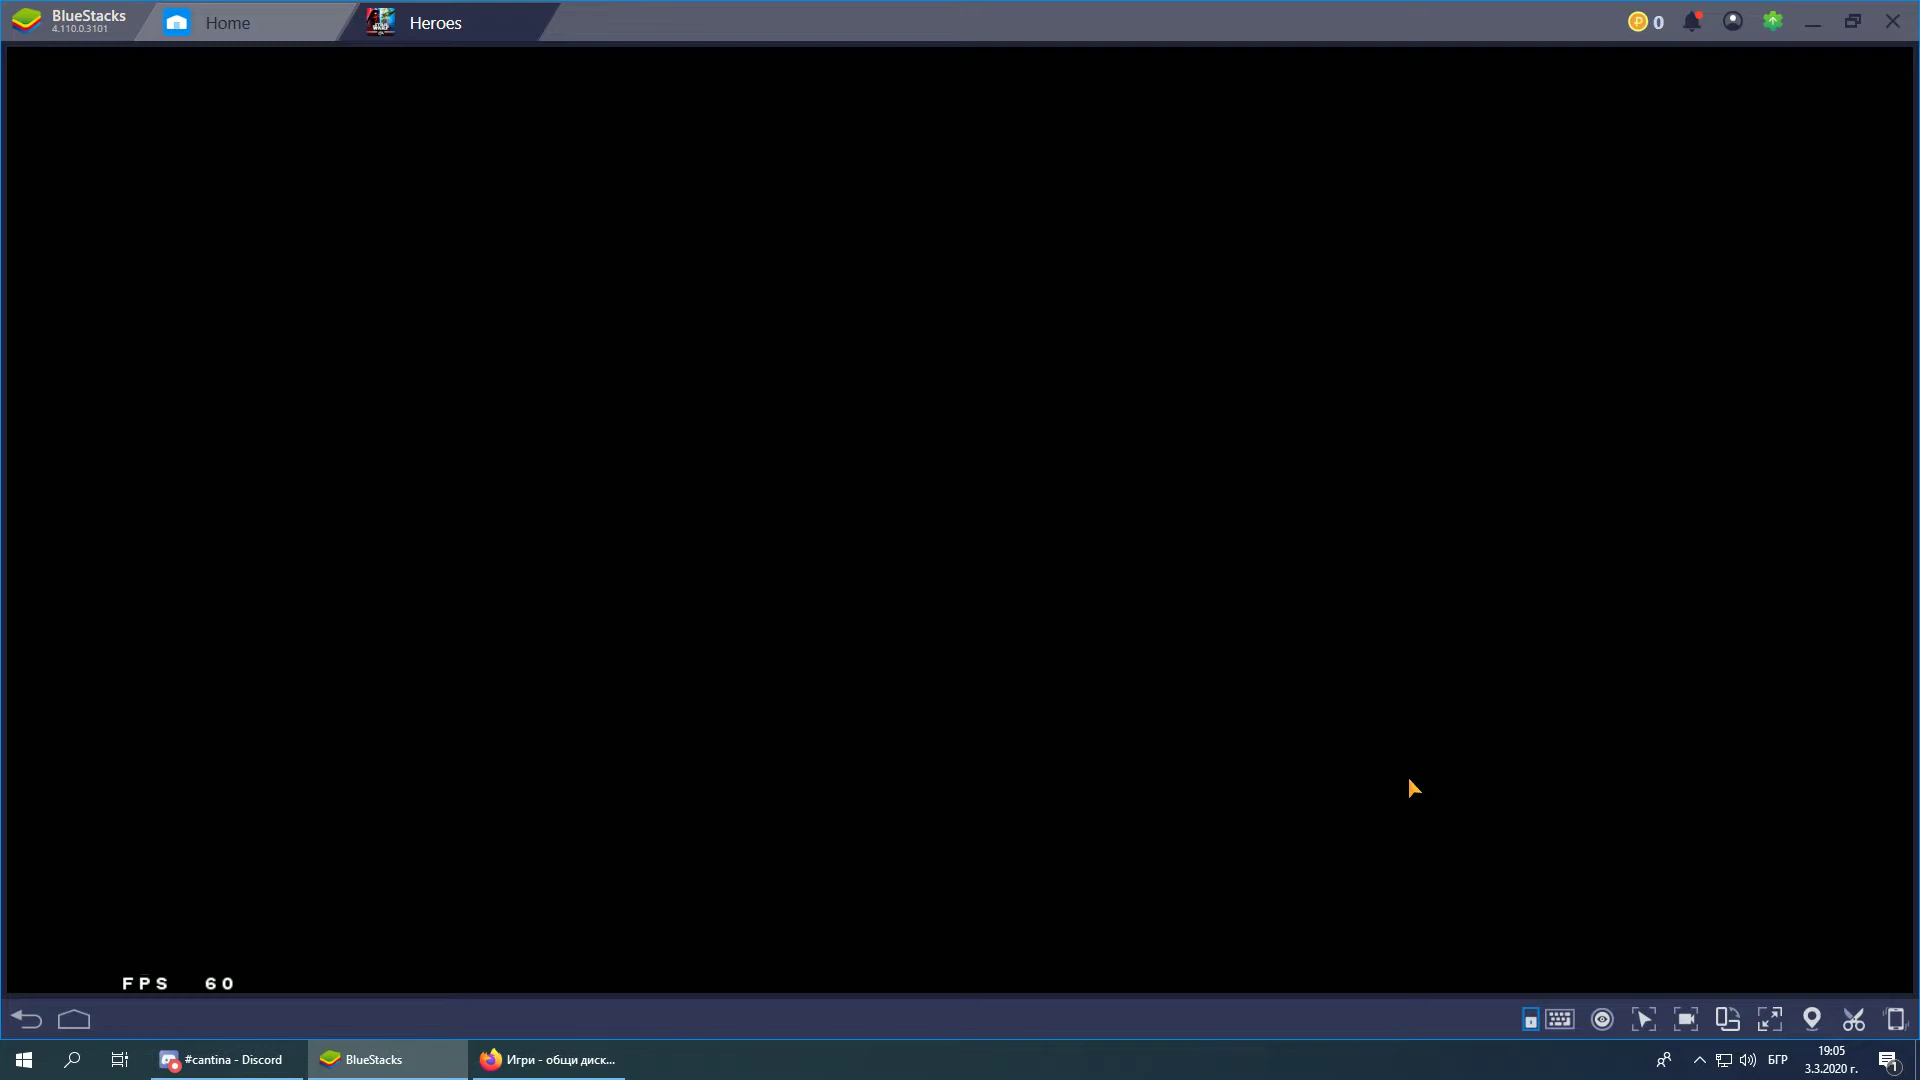 BlueStacks
4.110.0.3101
Home
Heroes
0
FPS 60
#cantina - Discord
BlueStacks
Игри - общи диск...
БГР
19:05
3.3.2020 г.
1